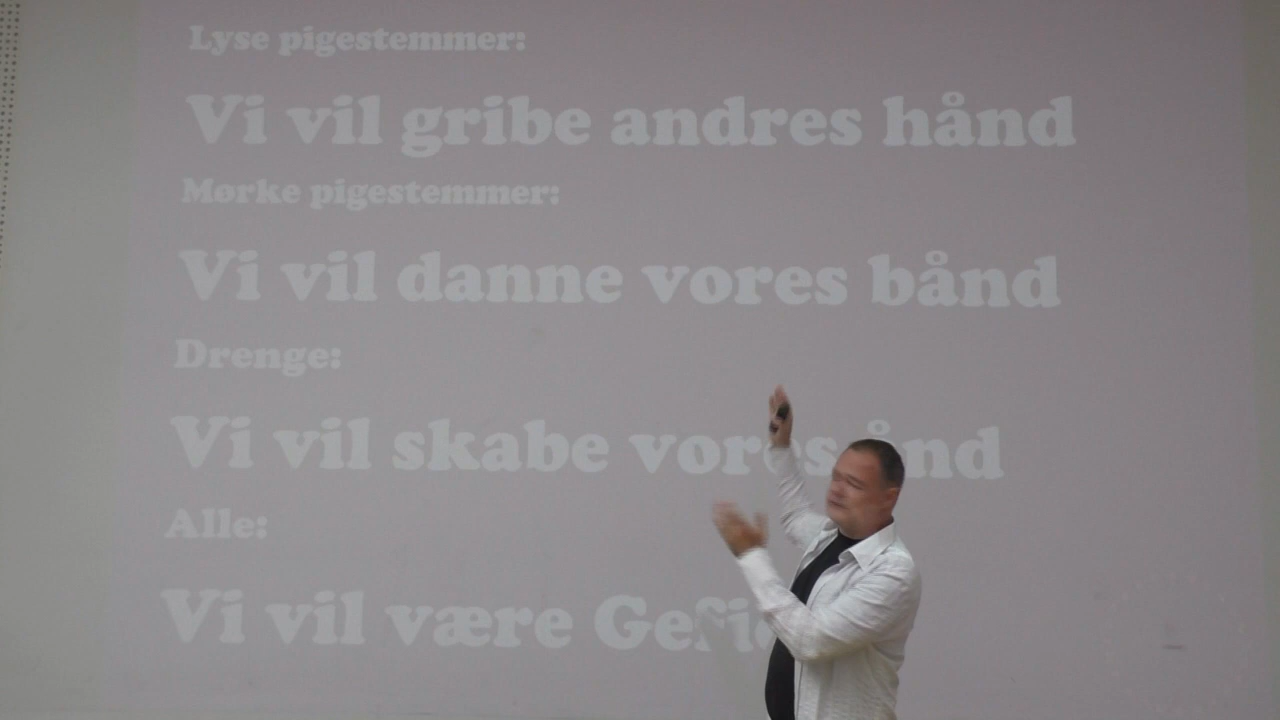 Lyse pigestemmer:
Vi vil gribe andres hånd
Mørke pigestemmer:
Vi vil danne vores bånd
Drenge:
Vi vil skabe vores ånd
Alle:
Vi vil være